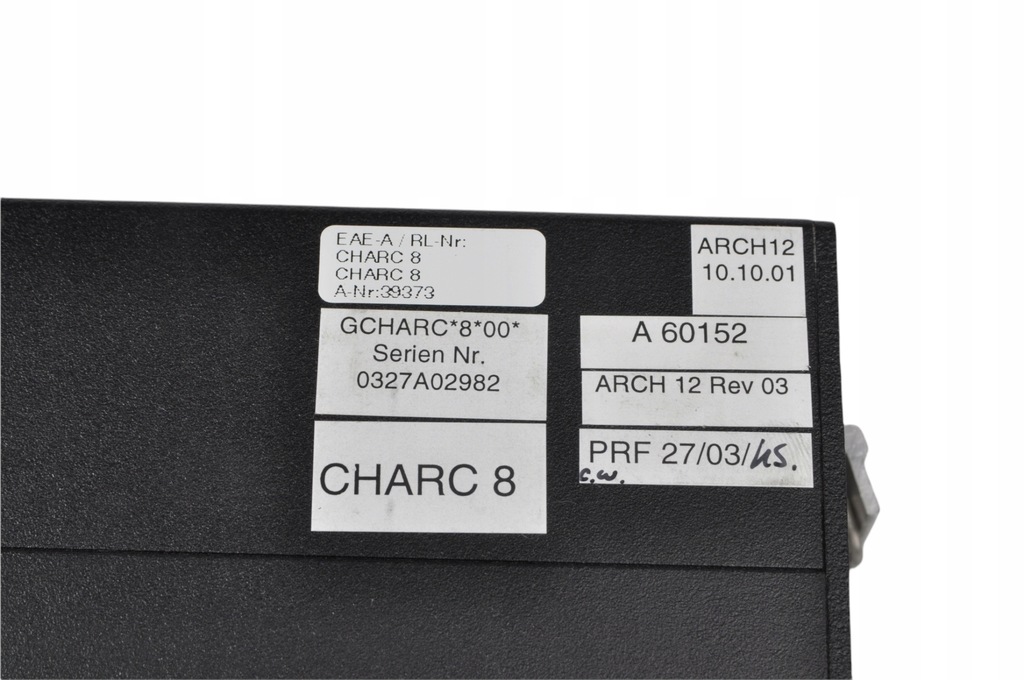 EAE-A / RL-Nr:
CHARC 8
CHARC 8
A-Nr:39373
GCHARC*8*00*
Serien Nr.
0327A02982
CHARC 8
ARCH12
10.10.01
A 60152
ARCH 12 Rev 03
PRF 27/03/
c.w.